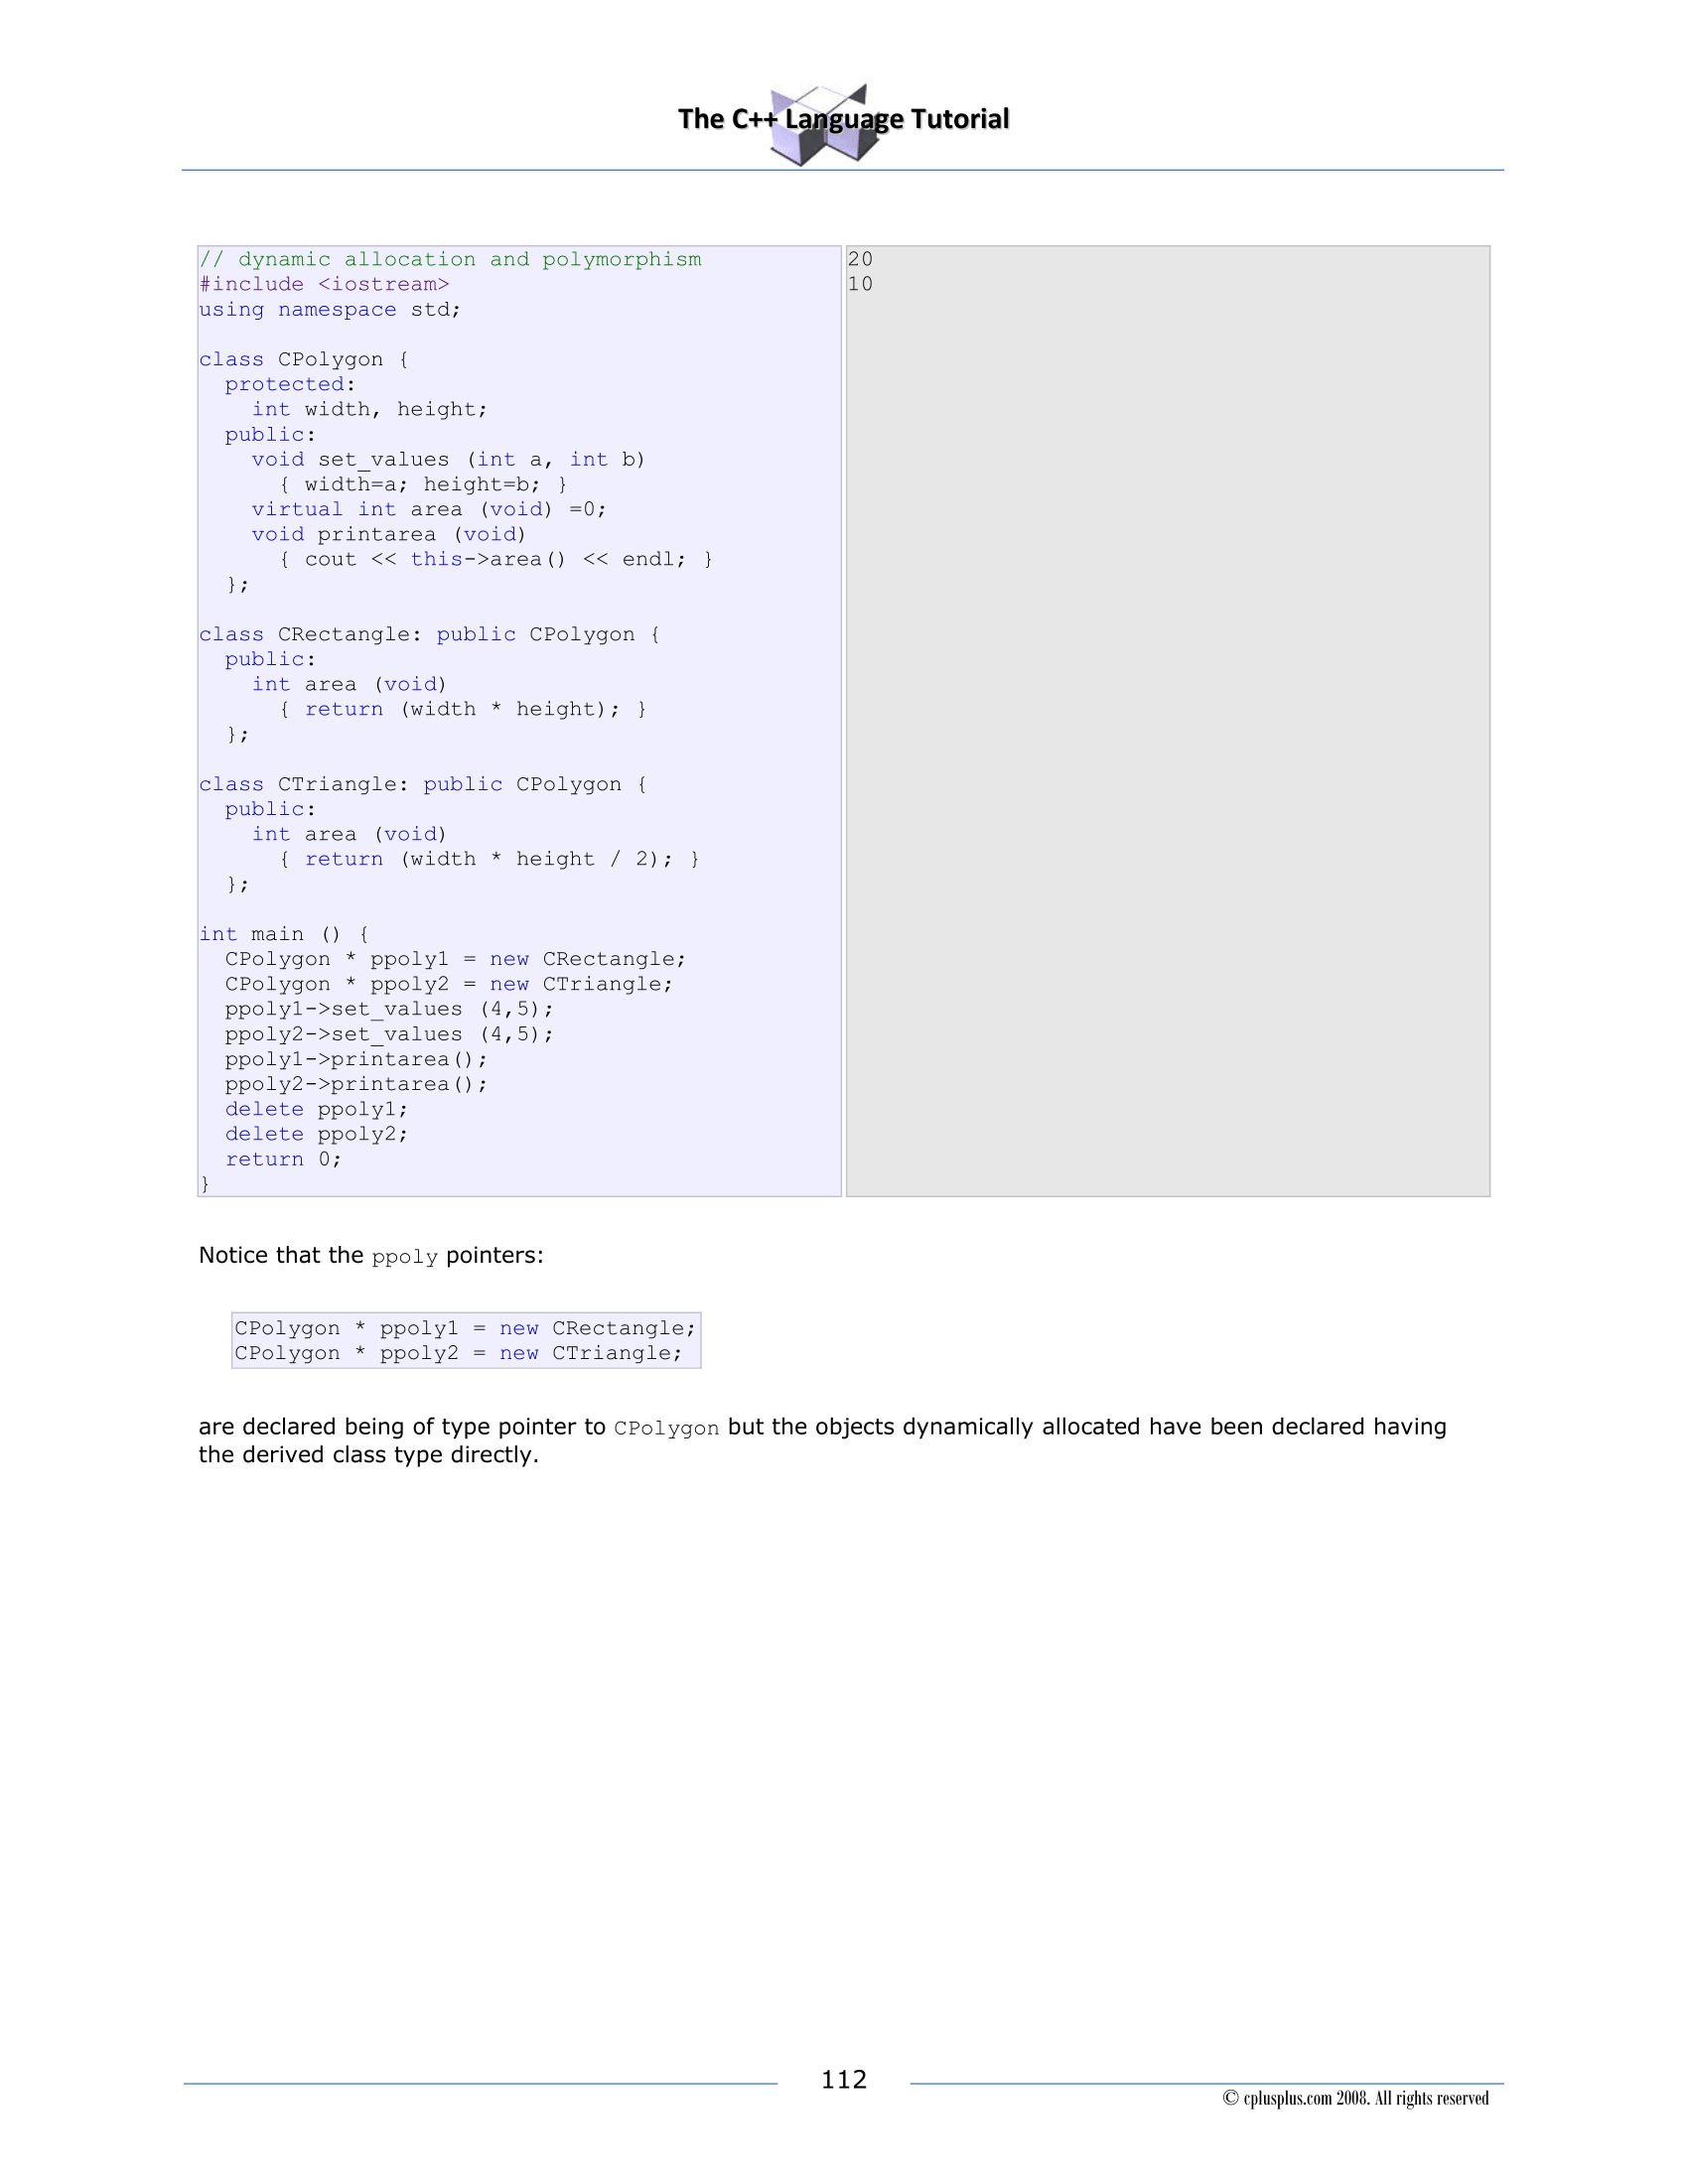 The C++ Language Tutorial
// dynamic allocation and polymorphism
#include <iostream>
using namespace std;
class CPolygon {
  protected:
    int width, height;
  public:
    void set_values (int a, int b)
      { width=a; height=b; }
    virtual int area (void) =0;
    void printarea (void)
      { cout << this->area() << endl; }
  };
class CRectangle: public CPolygon {
  public:
    int area (void)
      { return (width * height); }
  };
class CTriangle: public CPolygon {
  public:
    int area (void)
      { return (width * height / 2); }
  };
int main () {
  CPolygon * ppoly1 = new CRectangle;
  CPolygon * ppoly2 = new CTriangle;
  ppoly1->set_values (4,5);
  ppoly2->set_values (4,5);
  ppoly1->printarea();
  ppoly2->printarea();
  delete ppoly1;
  delete ppoly2;
  return 0;
}
20
10
Notice that the ppoly pointers:
CPolygon * ppoly1 = new CRectangle;
CPolygon * ppoly2 = new CTriangle;
are declared being of type pointer to CPolygon but the objects dynamically allocated have been declared having
the derived class type directly.
112
© cplusplus.com 2008. All rights reserved